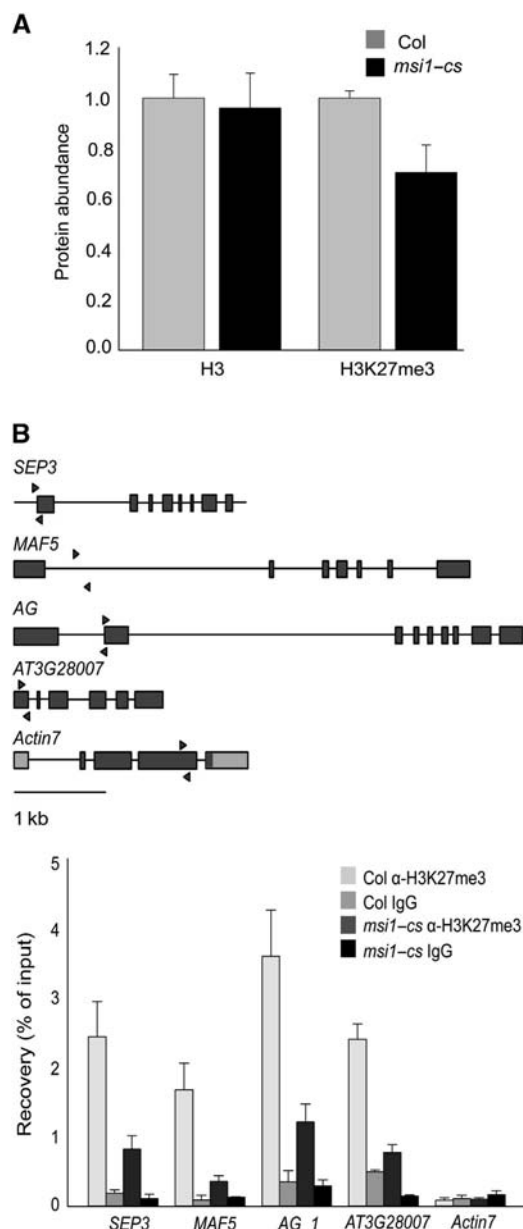 A
1.2
1.0
0.8
0.6
0.4
0.2
0.0
Protein abundance
Col
msi1–cs
H3
H3K27me3
B
SEP3
MAF5
AG
AT3G28007
Actin7
1 kb
5
4
3
2
1
0
Recovery (% of input)
Col α-H3K27me3
Col IgG
msi1–cs α-H3K27me3
msi1–cs IgG
SEP3
MAF5
AG_1
AT3G28007
Actin7